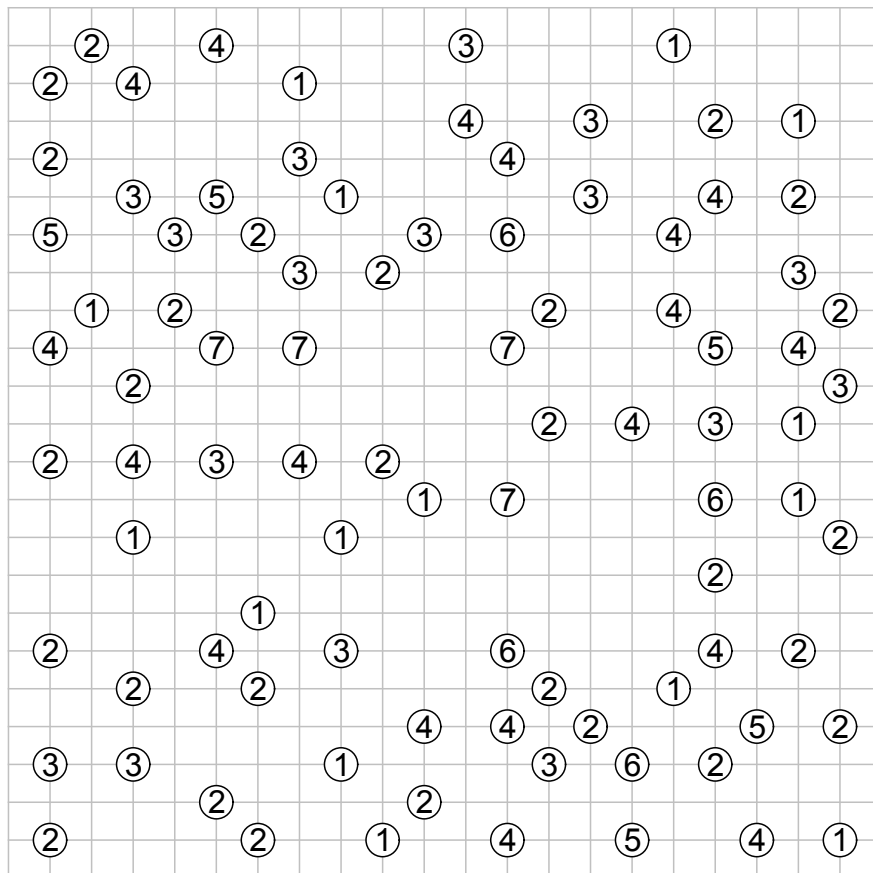 2 4 3 1
2 4 1
4 3 2 1
2 3 4
3 5 1 3 4 2
5 3 2 3 6 4
3 2 3
1 2 2 4 2
4 7 7 7 5 4
2 3
2 4 3 1
2 4 3 4 2
1 7 6 1
1 1 2
2
1
2 4 3 6 4 2
2 2 2 1
4 4 2 5 2
3 3 1 3 6 2
2 2
2 2 1 4 5 4 1